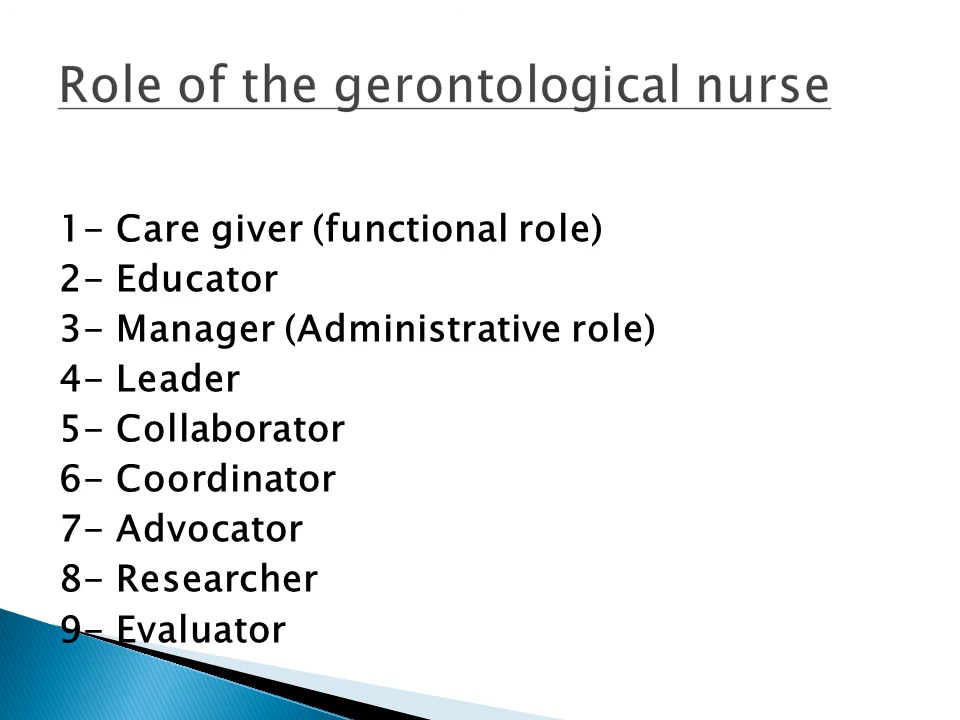 Role of the gerontological nurse
1- Care giver (functional role)
2- Educator
3- Manager (Administrative role)
4- Leader
5- Collaborator
6- Coordinator
7- Advocator
8- Researcher
9- Evaluator